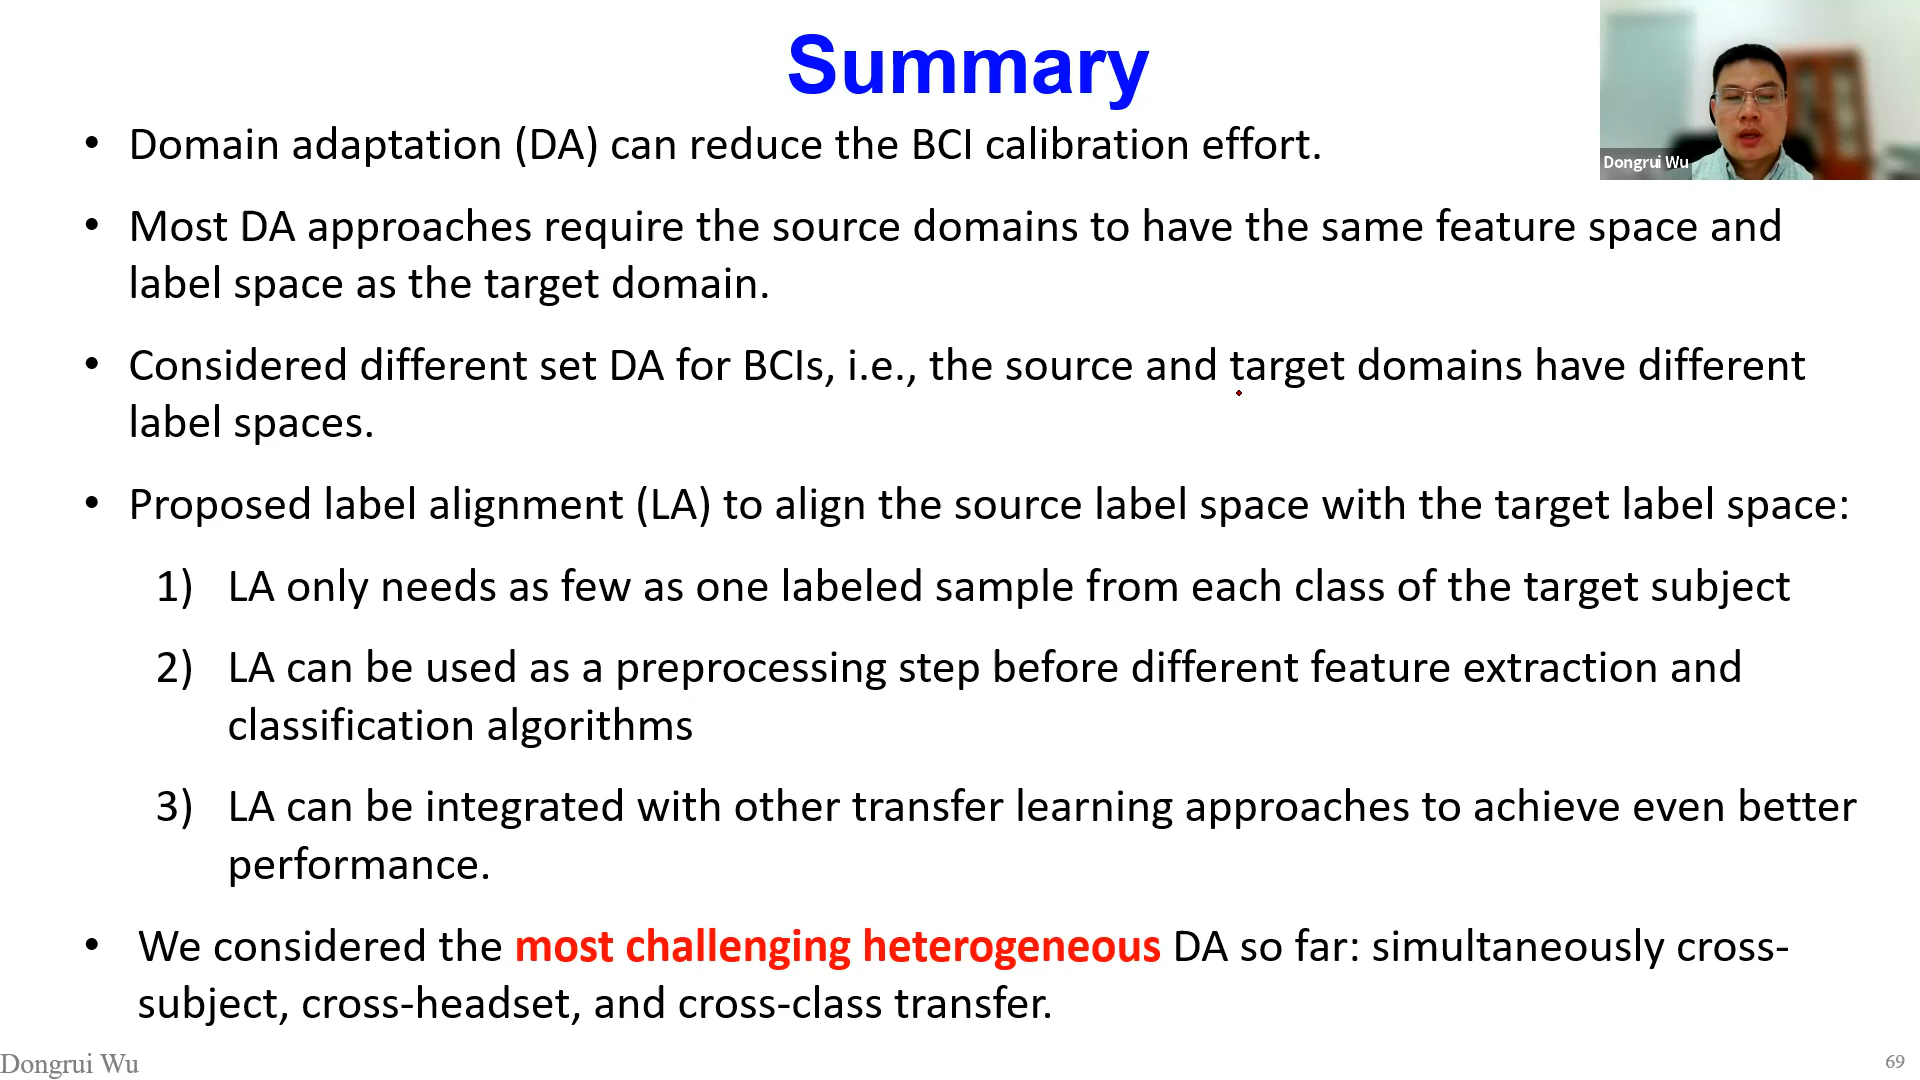 Summary
• Domain adaptation (DA) can reduce the BCI calibration effort.
Dongrui Wu
• Most DA approaches require the source domains to have the same feature space and
label space as the target domain.
• Considered different set DA for BCIs, i.e., the source and target domains have different
label spaces.
• Proposed label alignment (LA) to align the source label space with the target label space:
1) LA only needs as few as one labeled sample from each class of the target subject
2) LA can be used as a preprocessing step before different feature extraction and
classification algorithms
3) LA can be integrated with other transfer learning approaches to achieve even better
performance.
• We considered the most challenging heterogeneous DA so far: simultaneously cross-
subject, cross-headset, and cross-class transfer.
Dongrui Wu
69